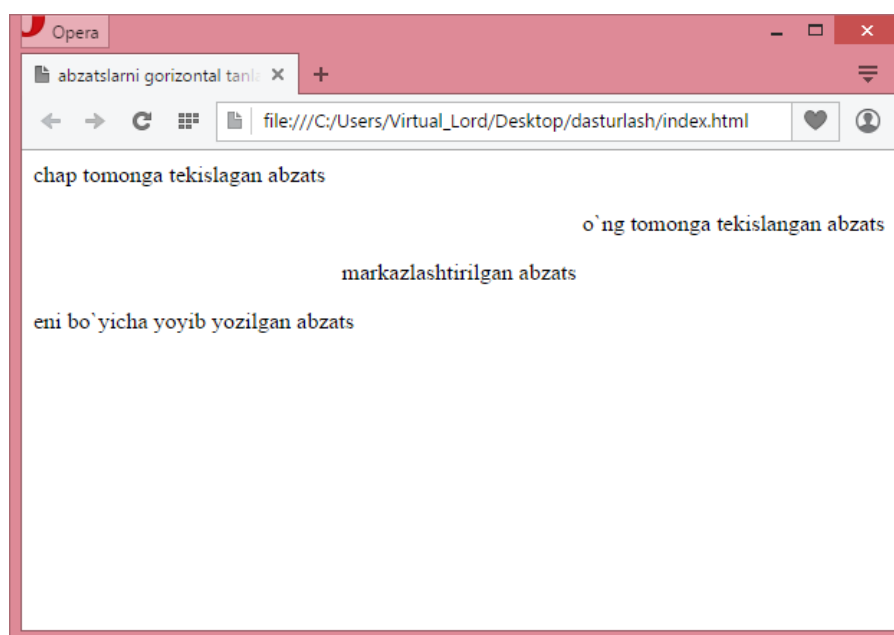 Opera
abzatslarni gorizontal tanla
file:///C:/Users/Virtual_Lord/Desktop/dasturlash/index.html
chap tomonga tekislagan abzats
o`ng tomonga tekislangan abzats
markazlashtirilgan abzats
eni bo`yicha yoyib yozilgan abzats